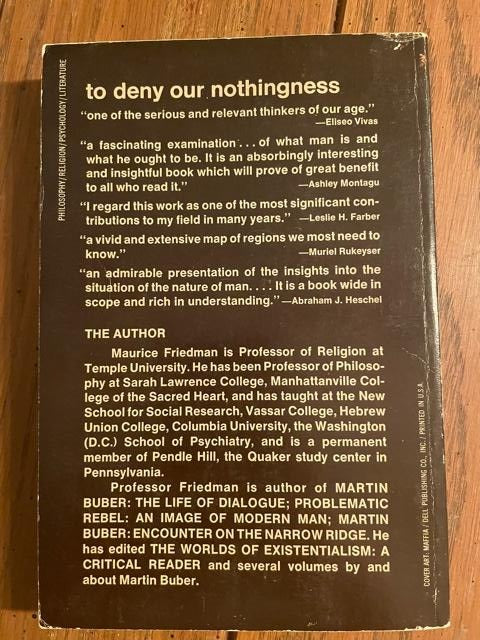 PHILOSOPHY/RELIGION/PSYCHOLOGY/LITERATURE
to deny our nothingness
“one of the serious and relevant thinkers of our age.”
—Eliseo Vivas
“a fascinating examination . . . of what man is and
what he ought to be. It is an absorbingly interesting
and insightful book which will prove of great benefit
to all who read it.” —Ashley Montagu
“I regard this work as one of the most significant con-
tributions to my field in many years.” —Leslie H. Farber
“a vivid and extensive map of regions we most need to
know.” —Muriel Rukeyser
“an admirable presentation of the insights into the
situation of the nature of man. . . . It is a book wide in
scope and rich in understanding.” —Abraham J. Heschel
THE AUTHOR
Maurice Friedman is Professor of Religion at
Temple University. He has been Professor of Philoso-
phy at Sarah Lawrence College, Manhattanville Col-
lege of the Sacred Heart, and has taught at the New
School for Social Research, Vassar College, Hebrew
Union College, Columbia University, the Washington
(D.C.) School of Psychiatry, and is a permanent
member of Pendle Hill, the Quaker study center in
Pennsylvania.
Professor Friedman is author of MARTIN
BUBER: THE LIFE OF DIALOGUE; PROBLEMATIC
REBEL: AN IMAGE OF MODERN MAN; MARTIN
BUBER: ENCOUNTER ON THE NARROW RIDGE. He
has edited THE WORLDS OF EXISTENTIALISM: A
CRITICAL READER and several volumes by and
about Martin Buber.
COVER ART: MAFFIA/DELL PUBLISHING CO., INC./PRINTED IN U.S.A.